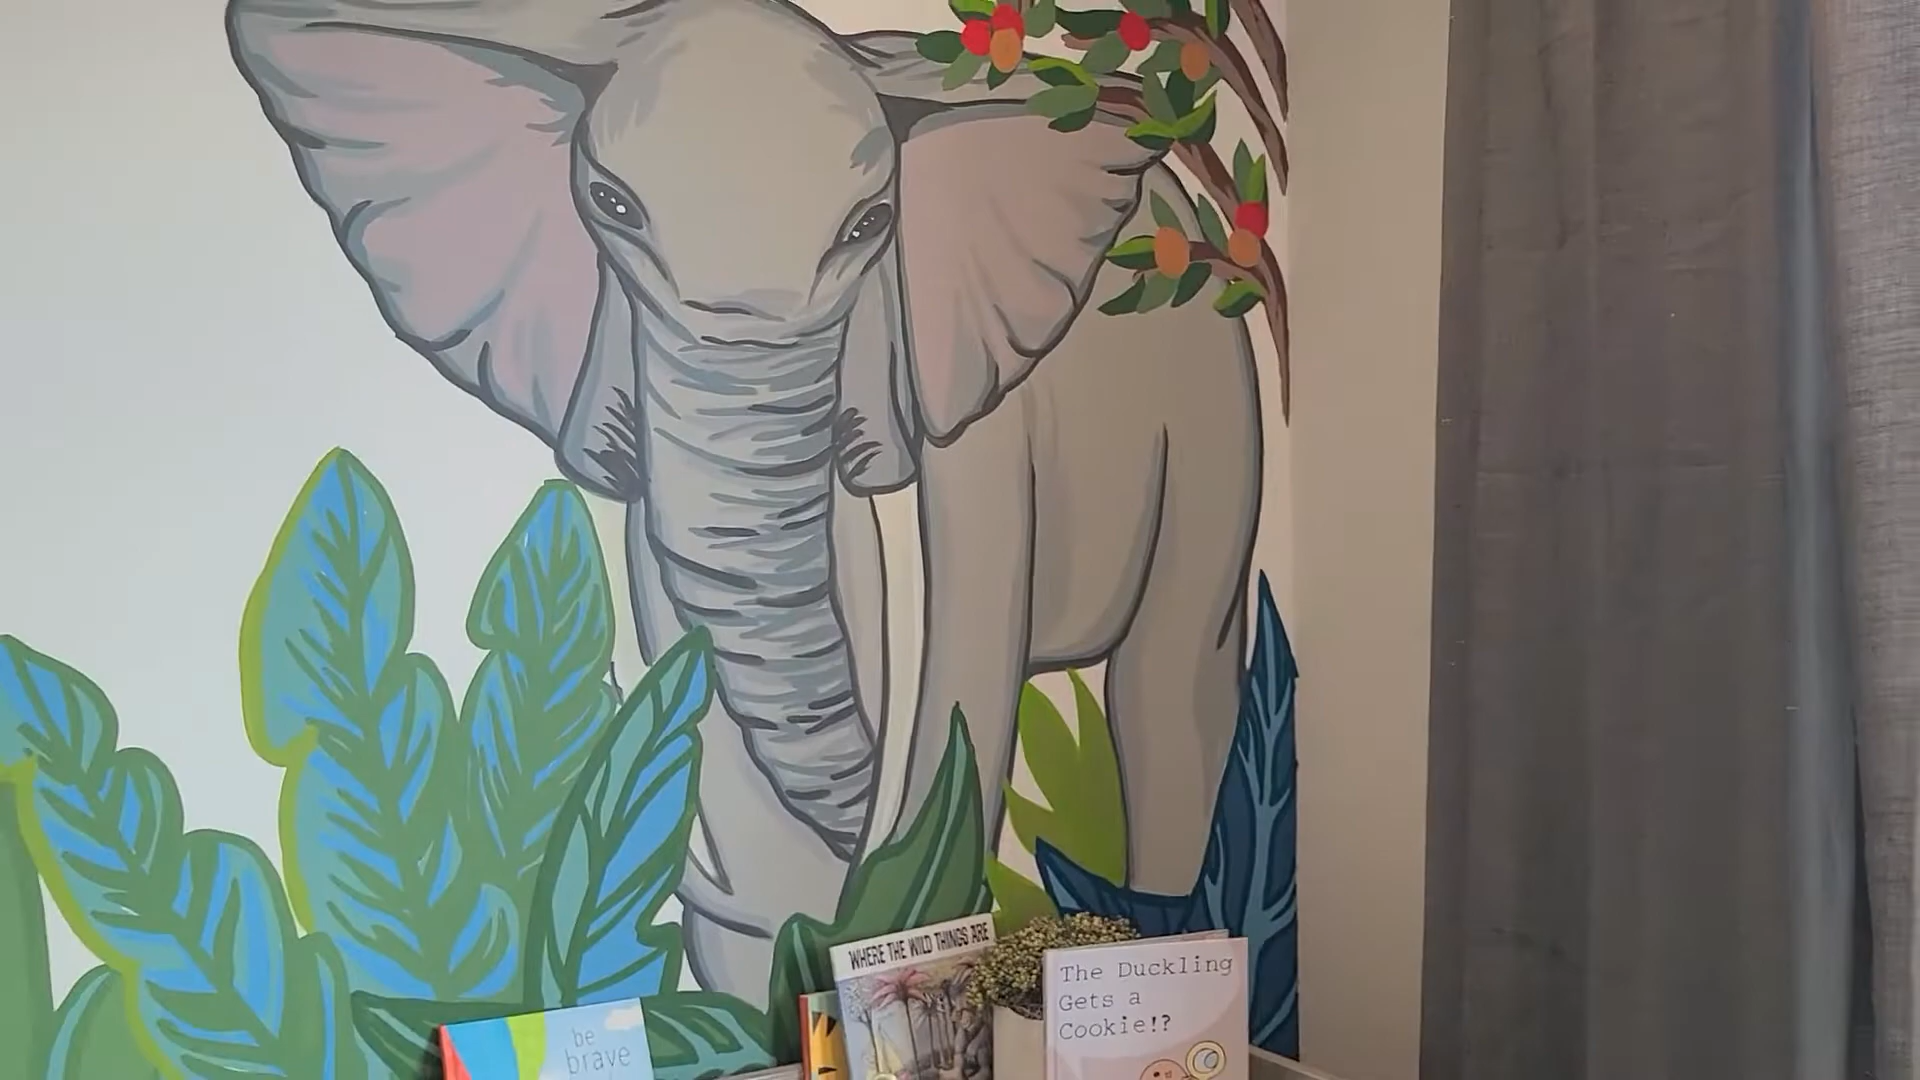 be
brave
WHERE THE WILD THINGS ARE
The Duckling
Gets a
Cookie!?